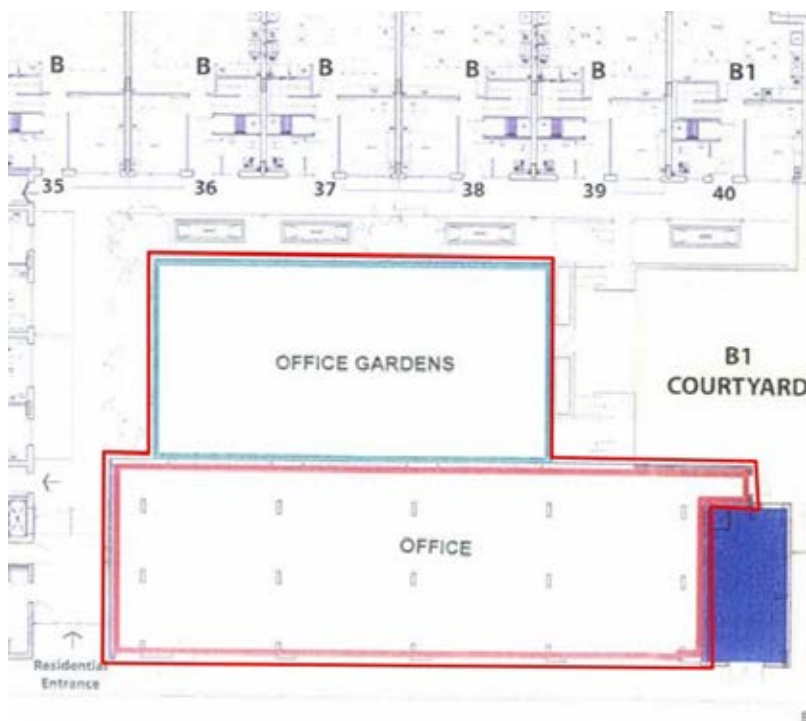 B B B B B B1
35 36 37 38 39 40
OFFICE GARDENS
B1
COURTYARD
OFFICE
Residential
Entrance